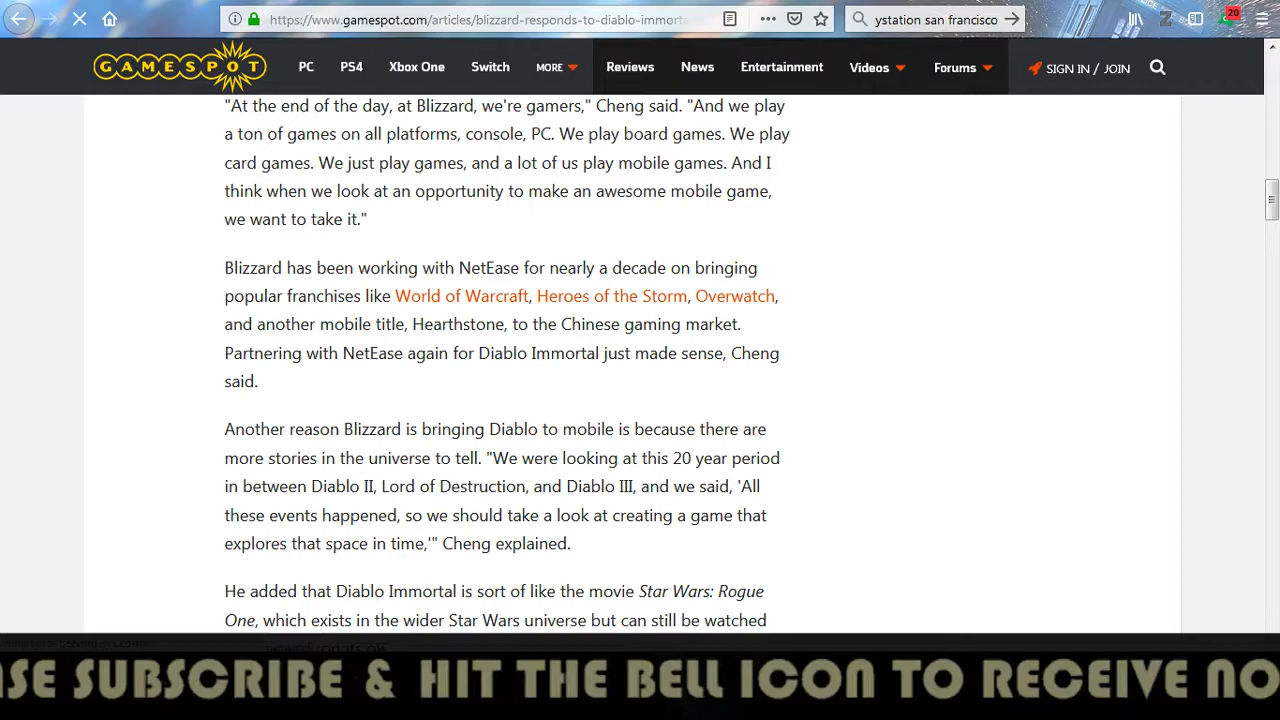 https://www.gamespot.com/articles/blizzard-responds-to-diablo-immorta
ystation san francisco
20
GAMESPOT
PC PS4 Xbox One Switch MORE Reviews News Entertainment Videos Forums SIGN IN / JOIN
"At the end of the day, at Blizzard, we're gamers," Cheng said. "And we play
a ton of games on all platforms, console, PC. We play board games. We play
card games. We just play games, and a lot of us play mobile games. And I
think when we look at an opportunity to make an awesome mobile game,
we want to take it."
Blizzard has been working with NetEase for nearly a decade on bringing
popular franchises like World of Warcraft, Heroes of the Storm, Overwatch,
and another mobile title, Hearthstone, to the Chinese gaming market.
Partnering with NetEase again for Diablo Immortal just made sense, Cheng
said.
Another reason Blizzard is bringing Diablo to mobile is because there are
more stories in the universe to tell. "We were looking at this 20 year period
in between Diablo II, Lord of Destruction, and Diablo III, and we said, 'All
these events happened, so we should take a look at creating a game that
explores that space in time,'" Cheng explained.
He added that Diablo Immortal is sort of like the movie Star Wars: Rogue
One, which exists in the wider Star Wars universe but can still be watched
ASE SUBSCRIBE & HIT THE BELL ICON TO RECEIVE NO